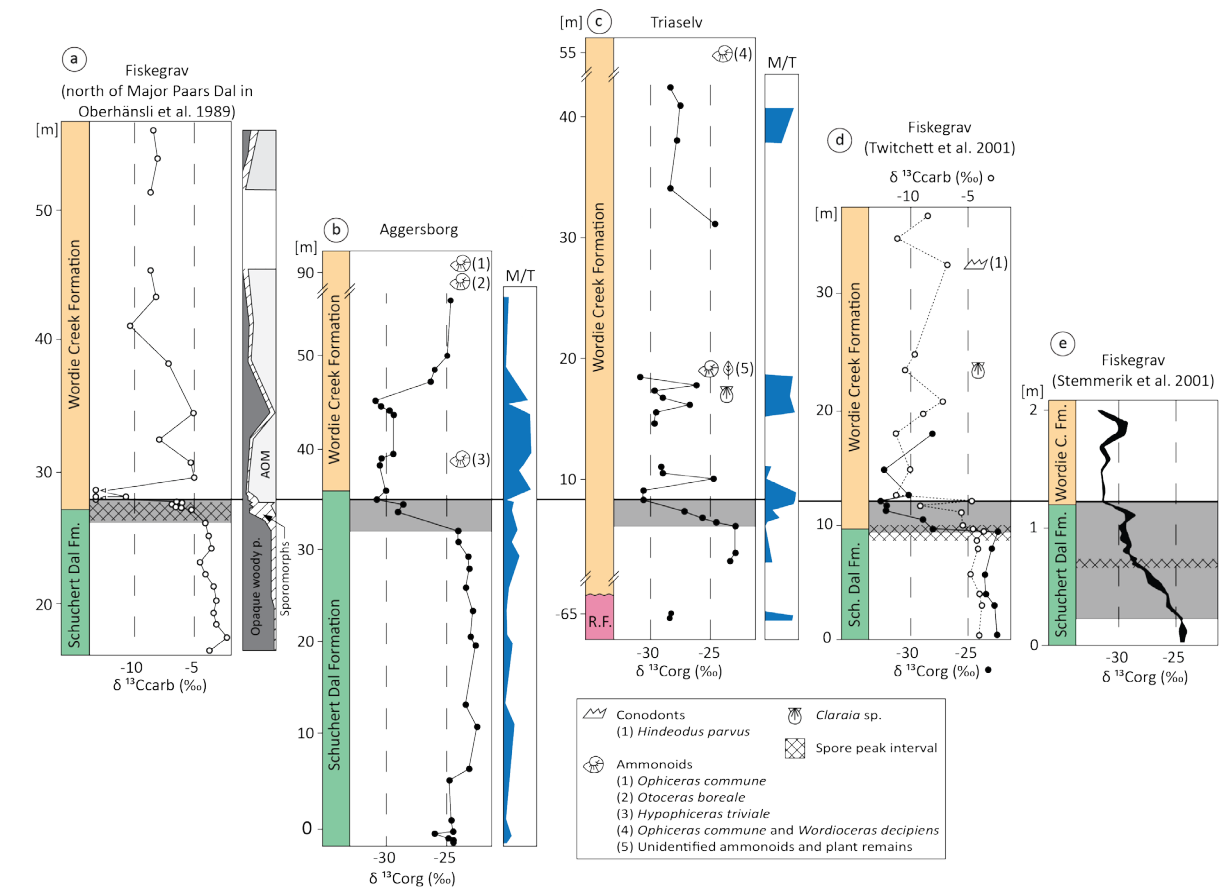 a
Fiskegrav
(north of Major Paars Dal in
Oberhänsli et al. 1989)
[m]
50
40
30
20
Wordie Creek Formation
Schuchert Dal Fm.
-10
-5
δ ¹³Ccarb (‰)
AOM
Opaque woody p.
Sporomorphs
b
Aggersborg
[m]
90
50
40
30
20
10
0
Wordie Creek Formation
Schuchert Dal Formation
(1)
(2)
(3)
M/T
-30
-25
δ ¹³Corg (‰)
[m]
c
Triaselv
55
40
30
20
10
-65
Wordie Creek Formation
R.F.
(4)
(5)
M/T
-30
-25
δ ¹³Corg (‰)
d
Fiskegrav
(Twitchett et al. 2001)
δ ¹³Ccarb (‰)
-10
-5
[m]
30
20
10
0
Wordie Creek Formation
Sch. Dal Fm.
(1)
-30
-25
δ ¹³Corg (‰)
e
Fiskegrav
(Stemmerik et al. 2001)
[m]
2
1
0
Wordie C. Fm.
Schuchert Dal Fm.
-30
-25
δ ¹³Corg (‰)
Conodonts
(1) Hindeodus parvus
Ammonoids
(1) Ophiceras commune
(2) Otoceras boreale
(3) Hypophiceras triviale
(4) Ophiceras commune and Wordioceras decipiens
(5) Unidentified ammonoids and plant remains
Claraia sp.
Spore peak interval